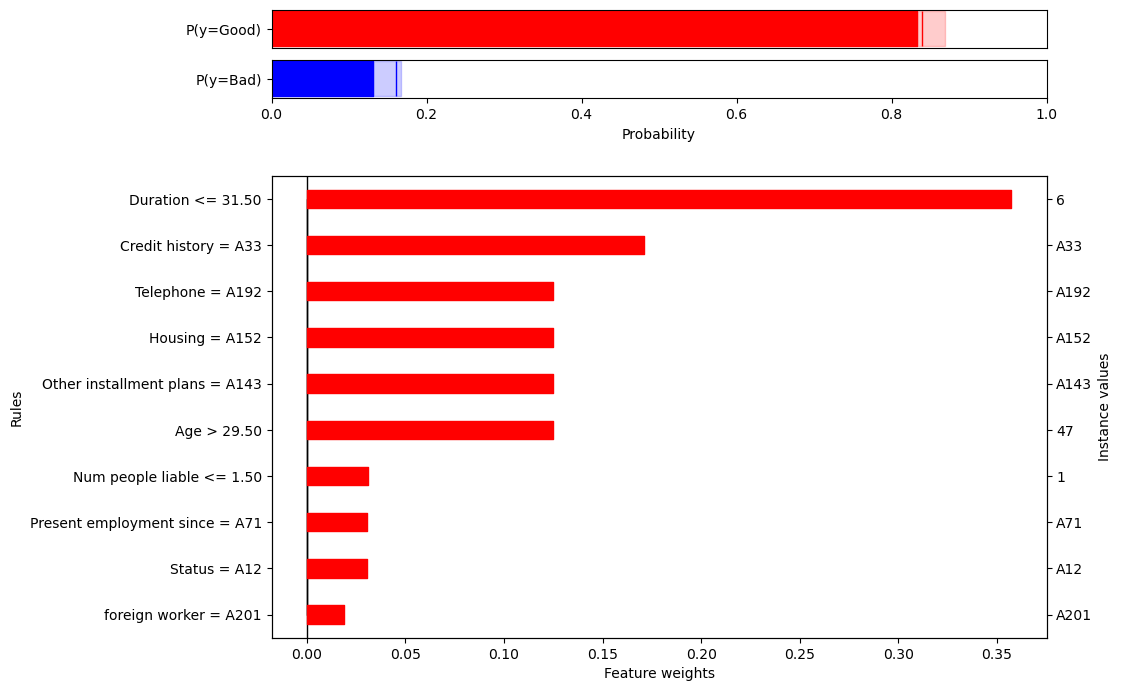 P(y=Good)
P(y=Bad)
0.0 0.2 0.4 0.6 0.8 1.0
Probability
Duration <= 31.50 6
Credit history = A33 A33
Telephone = A192 A192
Housing = A152 A152
Other installment plans = A143 A143
Age > 29.50 47
Num people liable <= 1.50 1
Present employment since = A71 A71
Status = A12 A12
foreign worker = A201 A201
Rules
Instance values
0.00 0.05 0.10 0.15 0.20 0.25 0.30 0.35
Feature weights